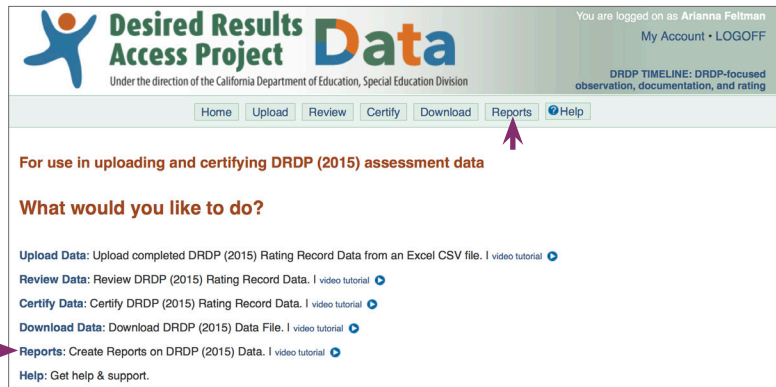 Desired Results
Access Project
Data
Under the direction of the California Department of Education, Special Education Division
You are logged on as Arianna Feltman
My Account • LOGOFF
DRDP TIMELINE: DRDP-focused
observation, documentation, and rating
Home Upload Review Certify Download Reports ?Help
For use in uploading and certifying DRDP (2015) assessment data
What would you like to do?
Upload Data: Upload completed DRDP (2015) Rating Record Data from an Excel CSV file. | video tutorial
Review Data: Review DRDP (2015) Rating Record Data. | video tutorial
Certify Data: Certify DRDP (2015) Rating Record Data. | video tutorial
Download Data: Download DRDP (2015) Data File. | video tutorial
Reports: Create Reports on DRDP (2015) Data. | video tutorial
Help: Get help & support.